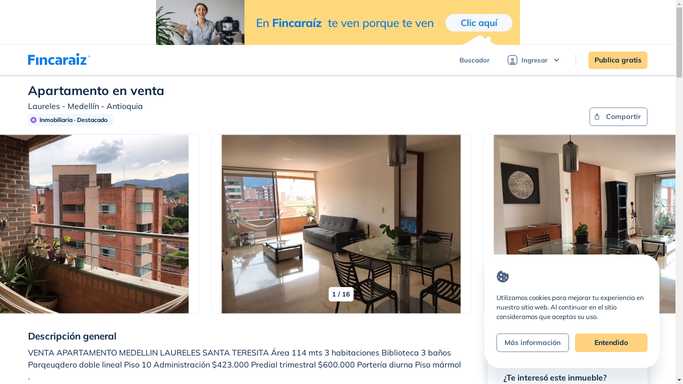 En Fincaraíz te ven porque te ven
Clic aquí
Fincaraiz
Buscador
Ingresar
Publica gratis
Apartamento en venta
Laureles - Medellín - Antioquia
Inmobiliaria · Destacado
Compartir
1 / 16
Utilizamos cookies para mejorar tu experiencia en
nuestro sitio web. Al continuar en el sitio
consideramos que aceptas su uso.
Más información
Entendido
Descripción general
VENTA APARTAMENTO MEDELLIN LAURELES SANTA TERESITA Área 114 mts 3 habitaciones Biblioteca 3 baños
Parqeuqdero doble lineal Piso 10 Administración $423.000 Predial trimestral $600.000 Portería diurna Piso mármol
.
¿Te interesó este inmueble?